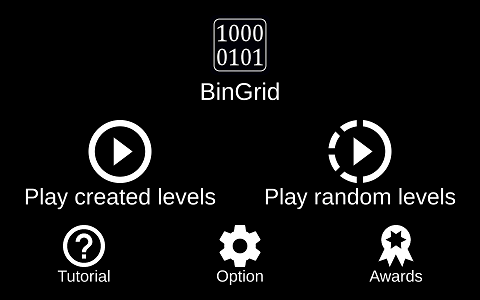 1000
0101
BinGrid
Play created levels
Play random levels
Tutorial
Option
Awards